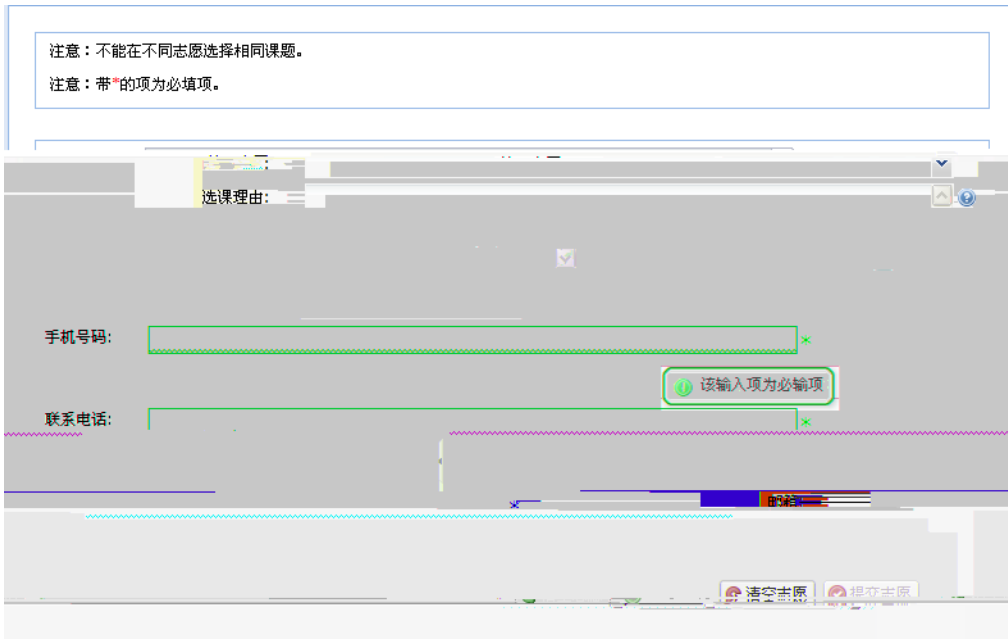 注意：不能在不同志愿选择相同课题。
注意：带*的项为必填项。
选课理由:
手机号码: *
该输入项为必输项
联系电话: *
邮箱:
清空志愿 提交志愿